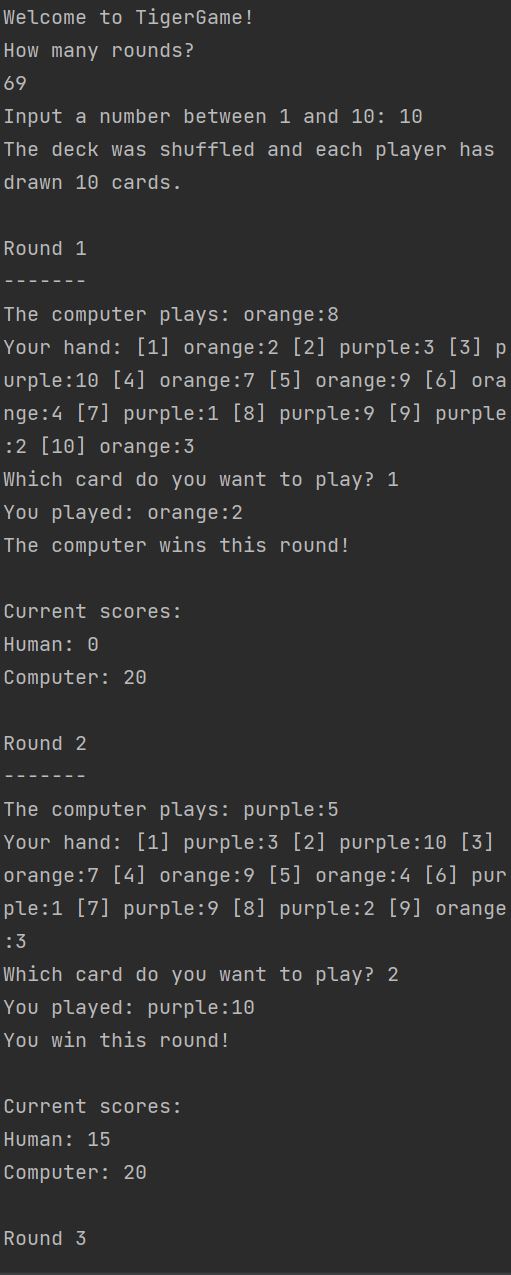 Welcome to TigerGame!
How many rounds?
69
Input a number between 1 and 10: 10
The deck was shuffled and each player has
drawn 10 cards.

Round 1
-------
The computer plays: orange:8
Your hand: [1] orange:2 [2] purple:3 [3] p
urple:10 [4] orange:7 [5] orange:9 [6] ora
nge:4 [7] purple:1 [8] purple:9 [9] purple
:2 [10] orange:3
Which card do you want to play? 1
You played: orange:2
The computer wins this round!

Current scores:
Human: 0
Computer: 20

Round 2
-------
The computer plays: purple:5
Your hand: [1] purple:3 [2] purple:10 [3]
orange:7 [4] orange:9 [5] orange:4 [6] pur
ple:1 [7] purple:9 [8] purple:2 [9] orange
:3
Which card do you want to play? 2
You played: purple:10
You win this round!

Current scores:
Human: 15
Computer: 20

Round 3